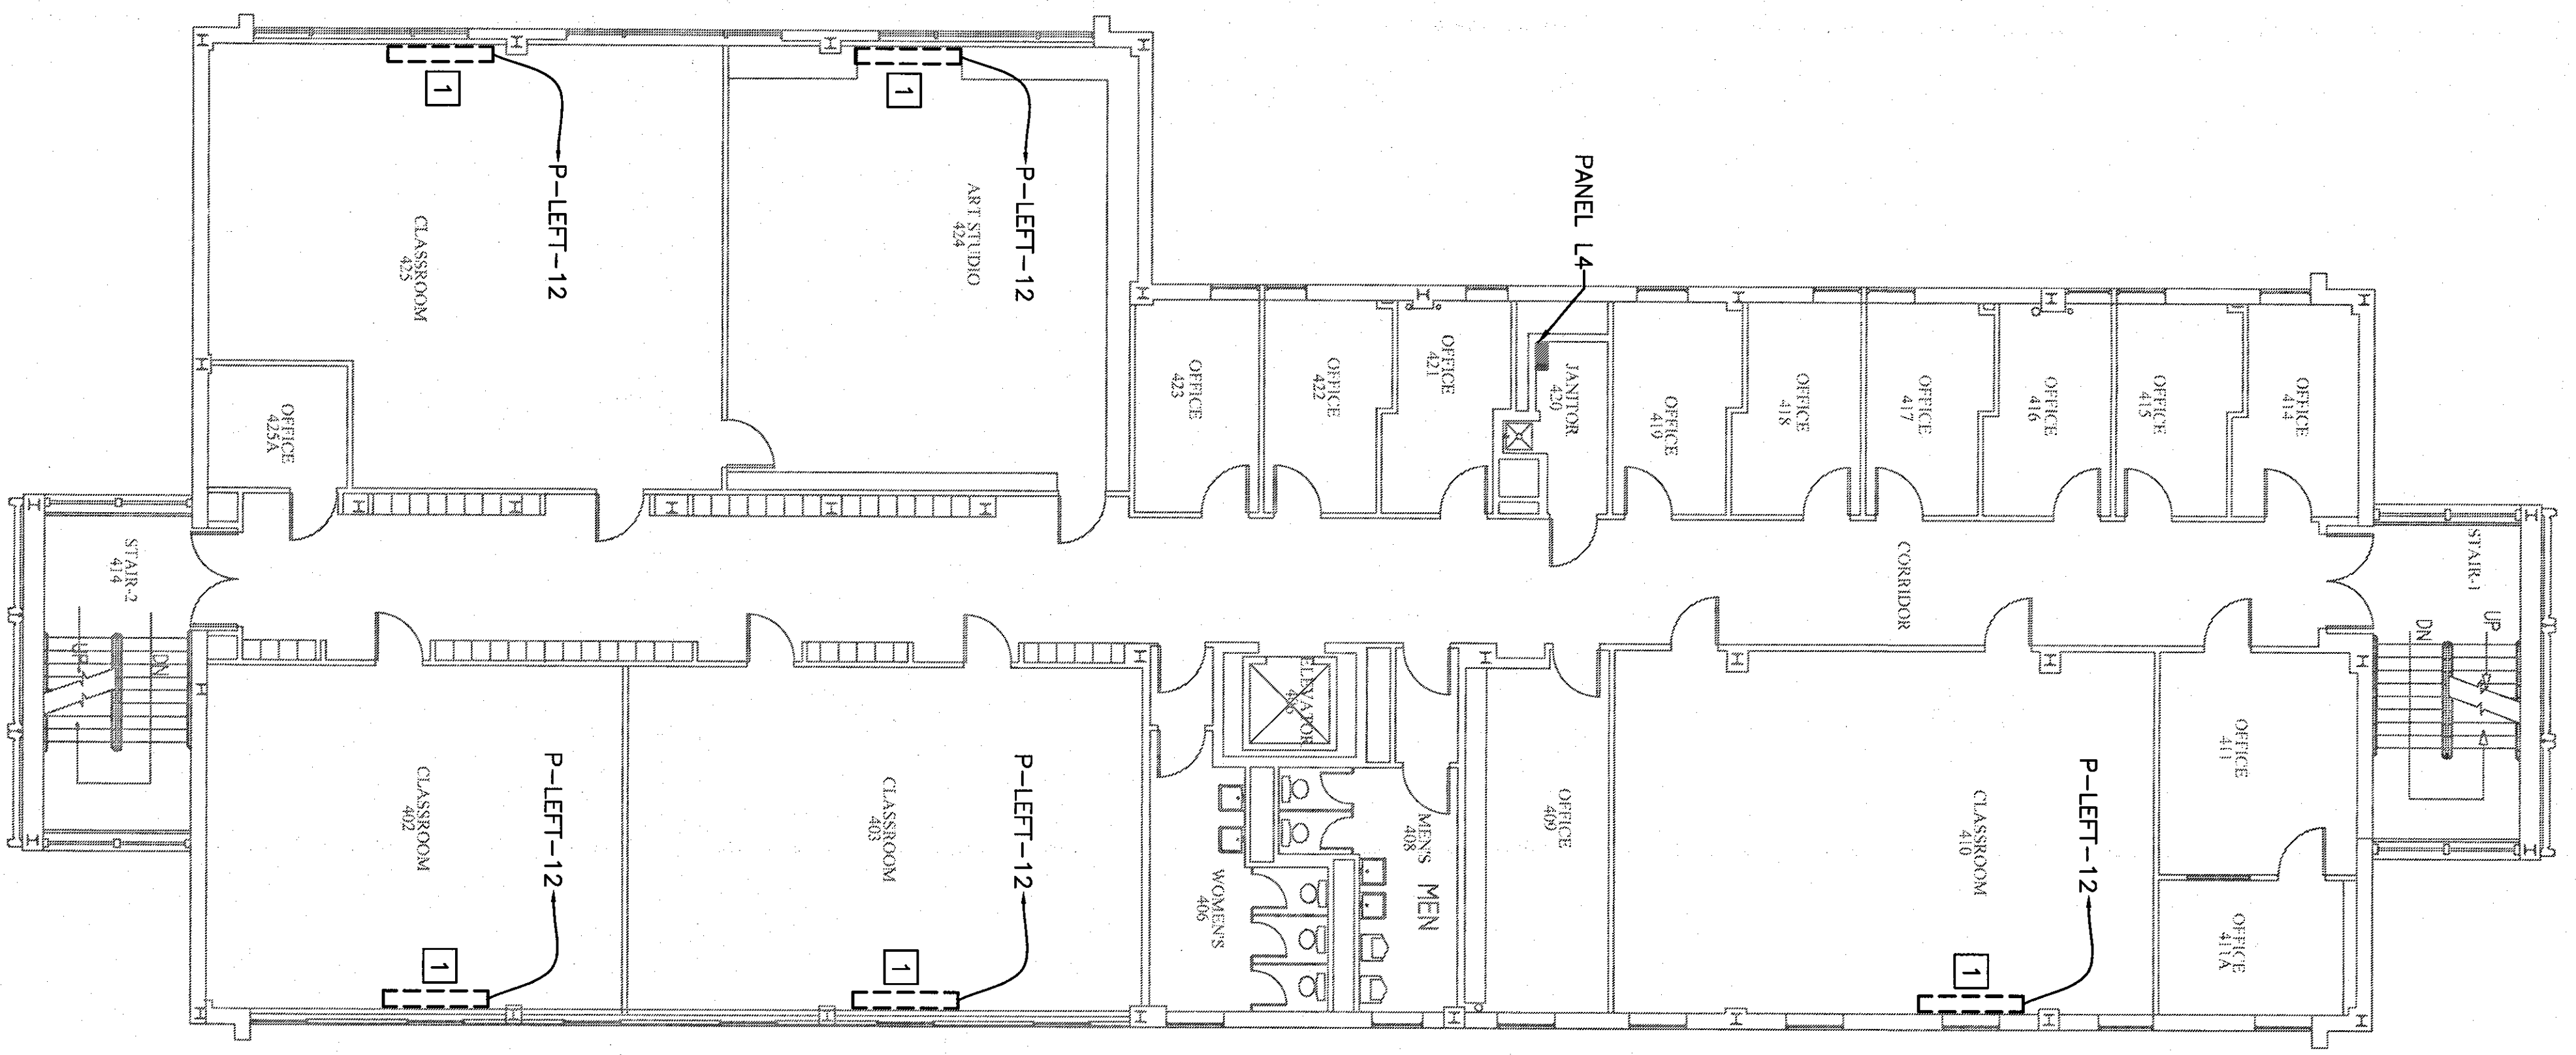 P-LEFT-12
1
P-LEFT-12
1
PANEL L4
CLASSROOM
425
ART STUDIO
424
OFFICE
425A
OFFICE
423
OFFICE
422
OFFICE
421
JANITOR
420
OFFICE
419
OFFICE
418
OFFICE
417
OFFICE
416
OFFICE
415
OFFICE
414
STAIR-2
414
UP
DN
CORRIDOR
STAIR-1
UP
DN
CLASSROOM
402
P-LEFT-12
1
CLASSROOM
403
P-LEFT-12
1
WOMEN'S
406
ELEVATOR
MEN'S
408
MEN
OFFICE
409
CLASSROOM
410
P-LEFT-12
1
OFFICE
411
OFFICE
411A